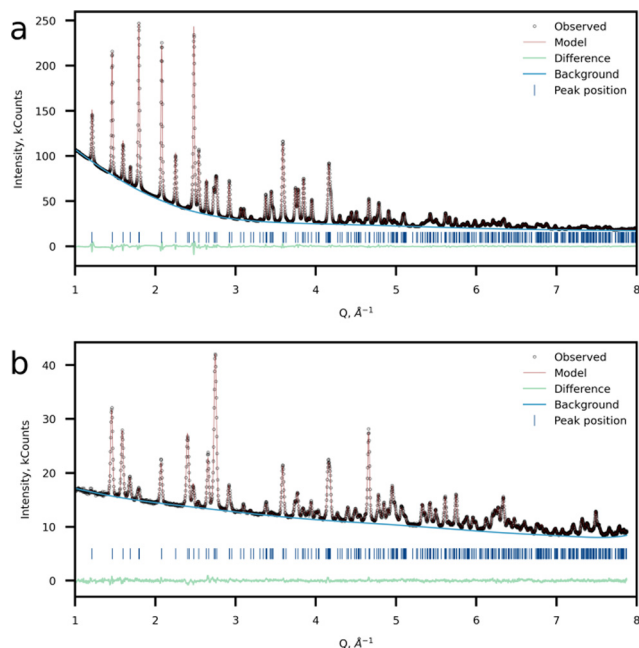 a
250
200
150
100
50
0
Intensity, kCounts
Observed
Model
Difference
Background
Peak position
1 2 3 4 5 6 7 8
Q, Å⁻¹
b
40
30
20
10
0
Intensity, kCounts
Observed
Model
Difference
Background
Peak position
1 2 3 4 5 6 7 8
Q, Å⁻¹